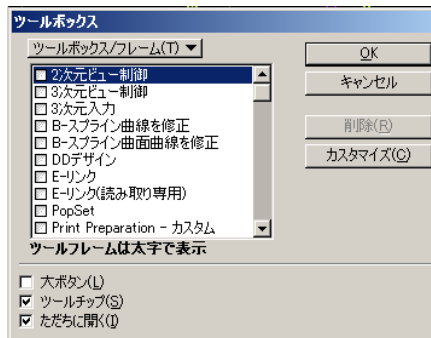 ツールボックス
ツールボックス/フレーム(T)
OK
キャンセル
削除(R)
カスタマイズ(C)
2次元ビュー制御
3次元ビュー制御
3次元入力
B-スプライン曲線を修正
B-スプライン曲面曲線を修正
DDデザイン
E-リンク
E-リンク(読み取り専用)
PopSet
Print Preparation - カスタム
ツールフレームは太字で表示
大ボタン(L)
ツールチップ(S)
ただちに開く(I)